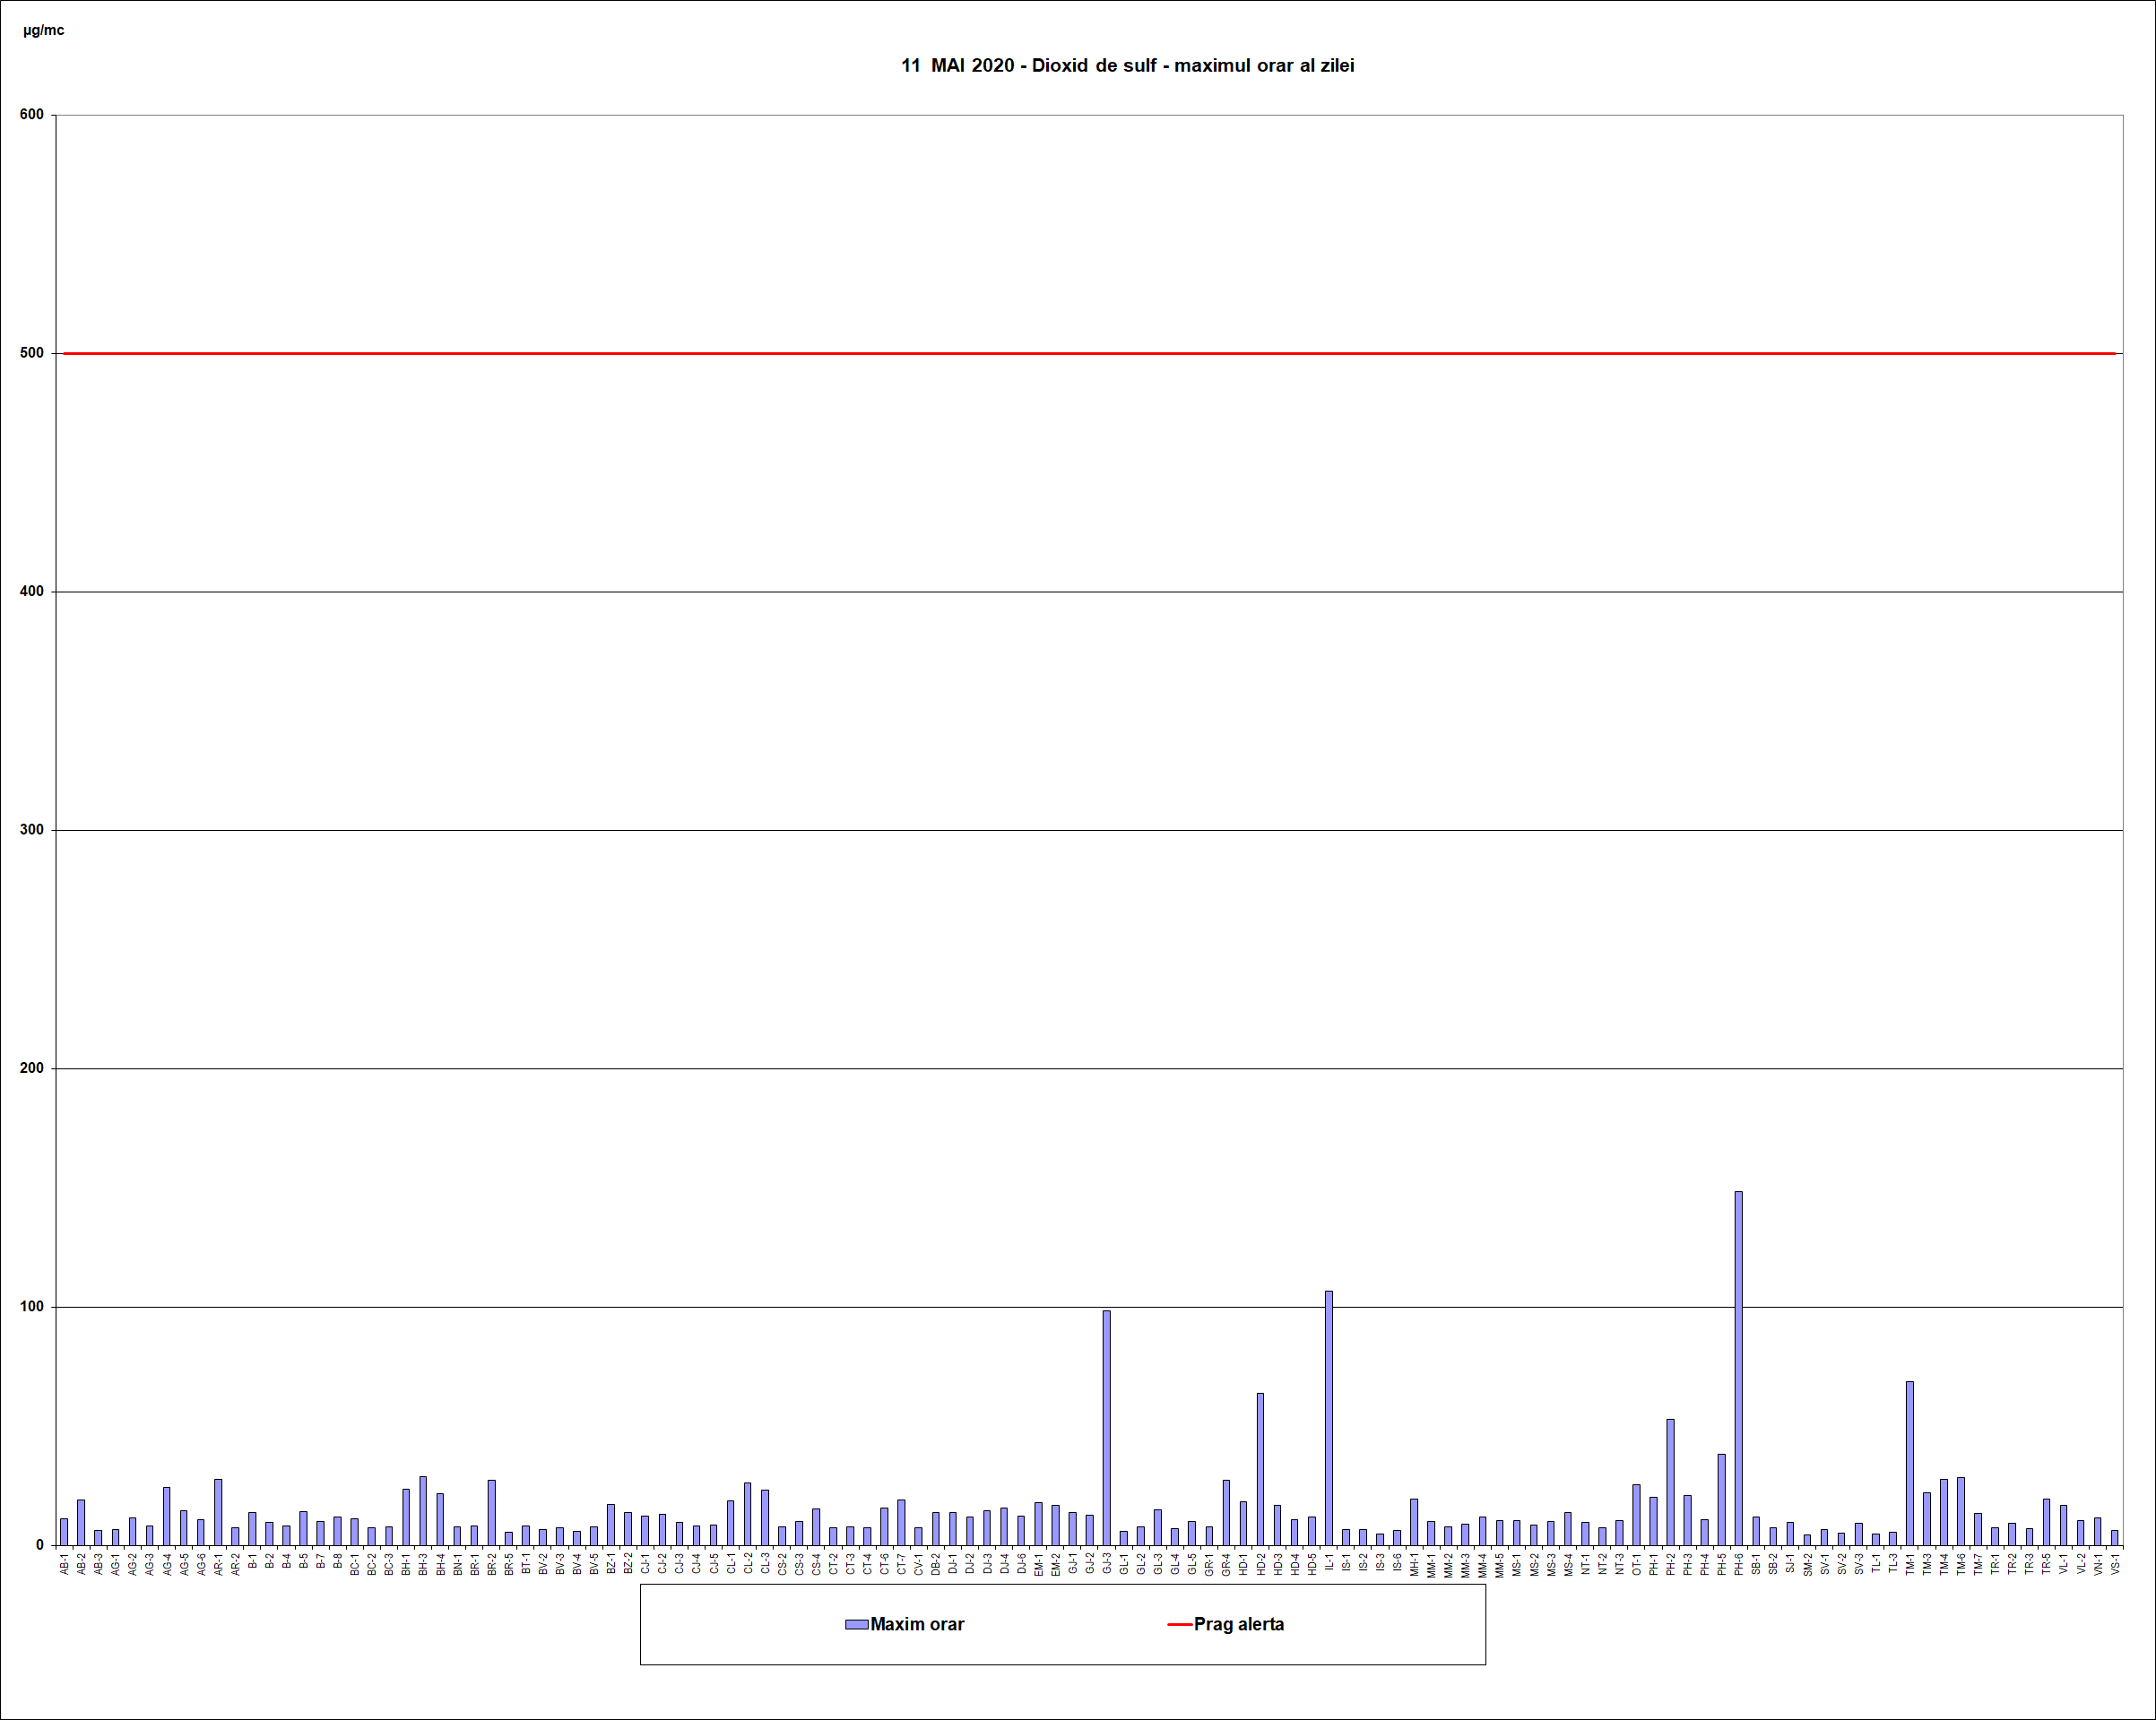 µg/mc
11 MAI 2020 - Dioxid de sulf - maximul orar al zilei
600
500
400
300
200
100
0
AB-1
AB-2
AB-3
AG-1
AG-2
AG-3
AG-4
AG-5
AG-6
AR-1
AR-2
B-1
B-2
B-4
B-5
B-7
B-8
BC-1
BC-2
BC-3
BH-1
BH-3
BH-4
BN-1
BR-1
BR-2
BR-5
BT-1
BV-2
BV-3
BV-4
BV-5
BZ-1
BZ-2
CJ-1
CJ-2
CJ-3
CJ-4
CJ-5
CL-1
CL-2
CL-3
CS-2
CS-3
CS-4
CT-2
CT-3
CT-4
CT-6
CT-7
CV-1
DB-2
DJ-1
DJ-2
DJ-3
DJ-4
DJ-6
EM-1
EM-2
GJ-1
GJ-2
GJ-3
GL-1
GL-2
GL-3
GL-4
GL-5
GR-1
GR-4
HD-1
HD-2
HD-3
HD-4
HD-5
IL-1
IS-1
IS-2
IS-3
IS-6
MH-1
MM-1
MM-2
MM-3
MM-4
MM-5
MS-1
MS-2
MS-3
MS-4
NT-1
NT-2
NT-3
OT-1
PH-1
PH-2
PH-3
PH-4
PH-5
PH-6
SB-1
SB-2
SJ-1
SM-2
SV-1
SV-2
SV-3
TL-1
TL-3
TM-1
TM-3
TM-4
TM-6
TM-7
TR-1
TR-2
TR-3
TR-5
VL-1
VL-2
VN-1
VS-1
Maxim orar
Prag alerta